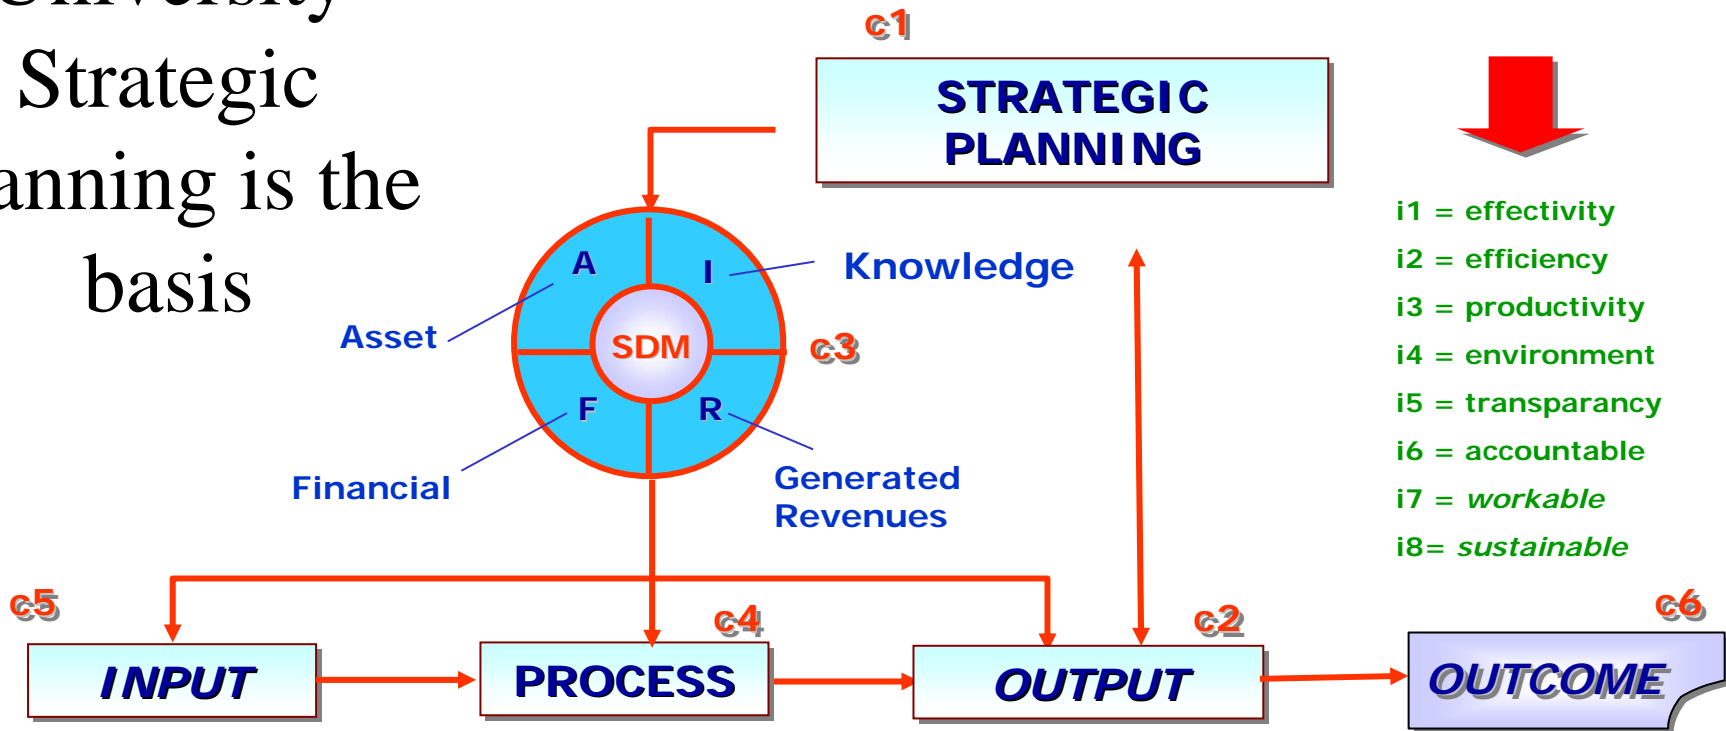 Strategic
is the
basis
c1
STRATEGIC
PLANNING
i1 = effectivity
i2 = efficiency
i3 = productivity
i4 = environment
i5 = transparancy
i6 = accountable
i7 = workable
i8= sustainable
A
I
Knowledge
Asset
SDM
c3
F
R
Financial
Generated
Revenues
c5
c4
c2
c6
INPUT
PROCESS
OUTPUT
OUTCOME